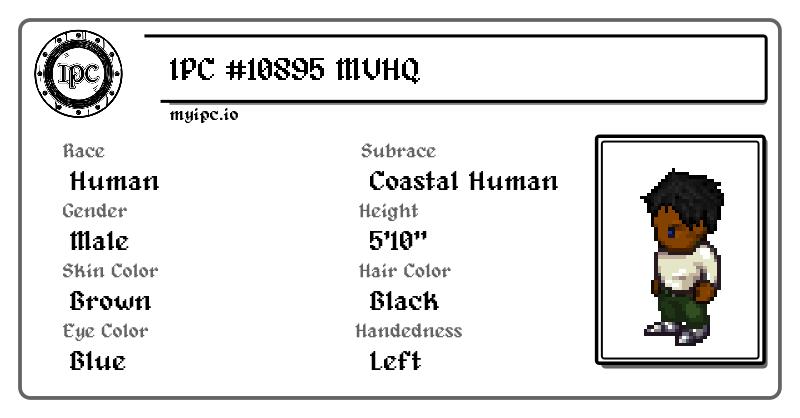 IPC
IPC #10895 MVHQ
myipc.io
Race
Human
Subrace
Coastal Human
Gender
Male
Height
5'10"
Skin Color
Brown
Hair Color
Black
Eye Color
Blue
Handedness
Left